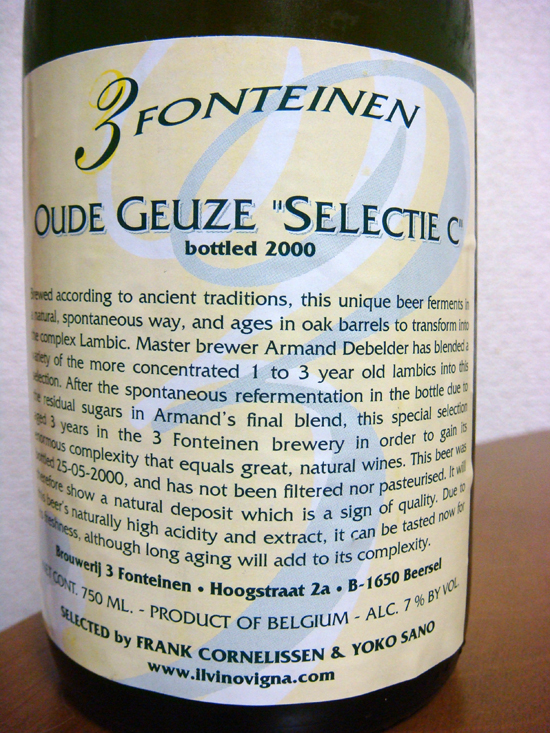 3 FONTEINEN
OUDE GEUZE "SELECTIE C"
bottled 2000
Brewed according to ancient traditions, this unique beer ferments in
a natural, spontaneous way, and ages in oak barrels to transform into
the complex Lambic. Master brewer Armand Debelder has blended a
variety of the more concentrated 1 to 3 year old lambics into this
selection. After the spontaneous refermentation in the bottle due to
the residual sugars in Armand's final blend, this special selection
aged 3 years in the 3 Fonteinen brewery in order to gain its
enormous complexity that equals great, natural wines. This beer was
bottled 25-05-2000, and has not been filtered nor pasteurised. It will
therefore show a natural deposit which is a sign of quality. Due to
this beer's naturally high acidity and extract, it can be tasted now for
its freshness, although long aging will add to its complexity.
Brouwerij 3 Fonteinen • Hoogstraat 2a • B-1650 Beersel
NET CONT. 750 ML. - PRODUCT OF BELGIUM - ALC. 7 % BY VOL.
SELECTED by FRANK CORNELISSEN & YOKO SANO
www.ilvinovigna.com